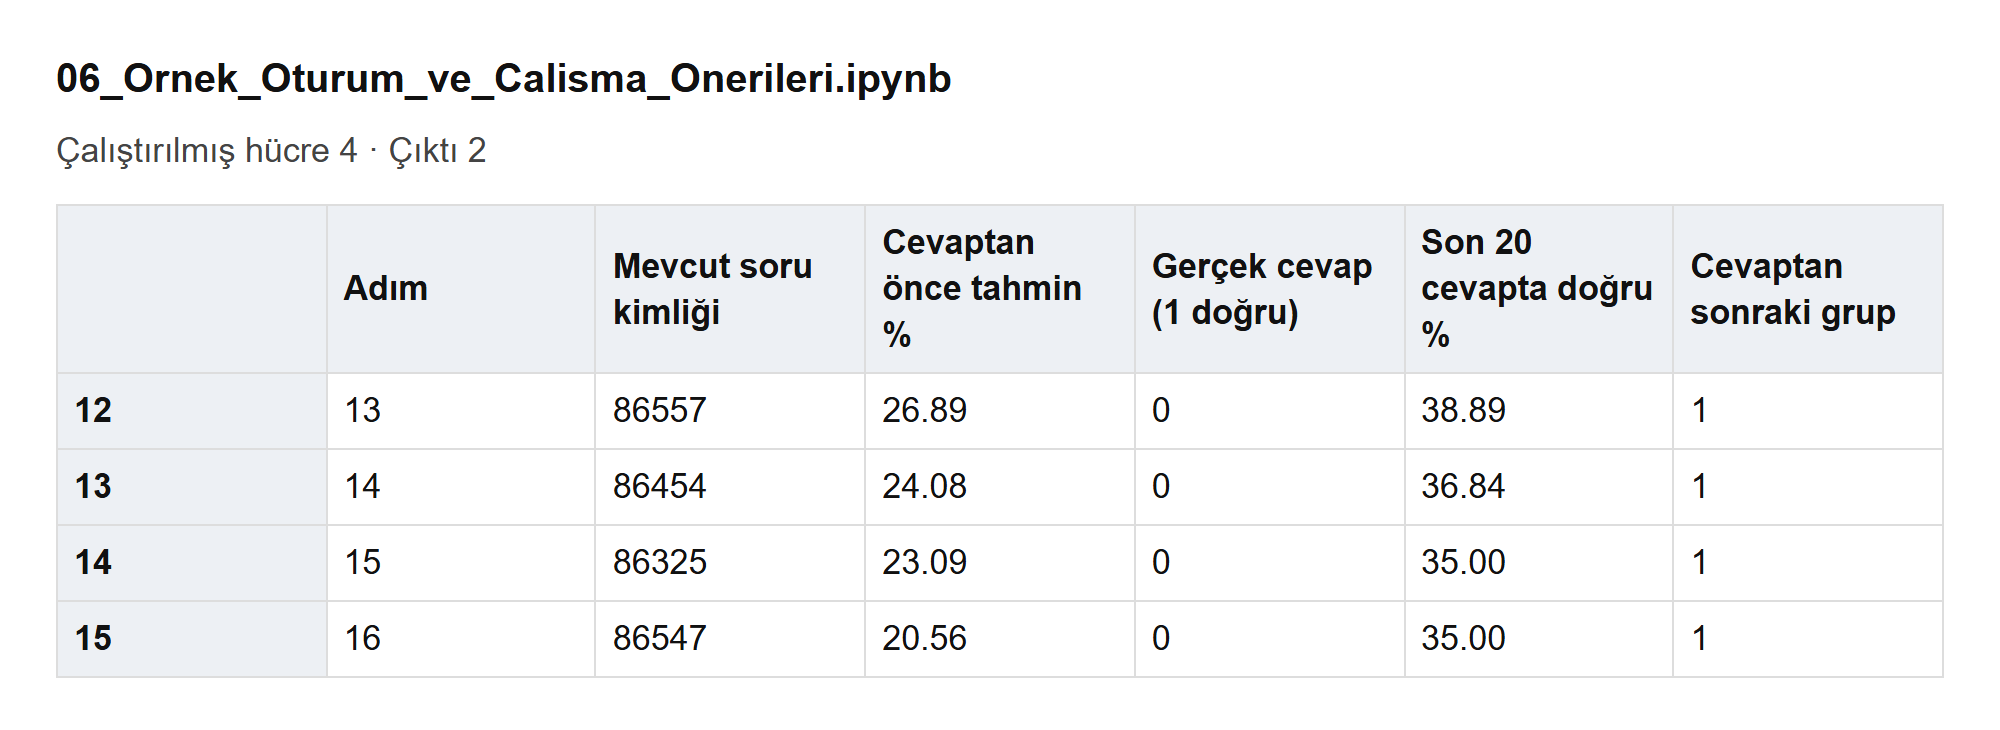 06_Ornek_Oturum_ve_Calisma_Onerileri.ipynb
Çalıştırılmış hücre 4 · Çıktı 2
Adım
Mevcut soru
kimliği
Cevaptan
önce tahmin
%
Gerçek cevap
(1 doğru)
Son 20
cevapta doğru
%
Cevaptan
sonraki grup
12 13 86557 26.89 0 38.89 1
13 14 86454 24.08 0 36.84 1
14 15 86325 23.09 0 35.00 1
15 16 86547 20.56 0 35.00 1